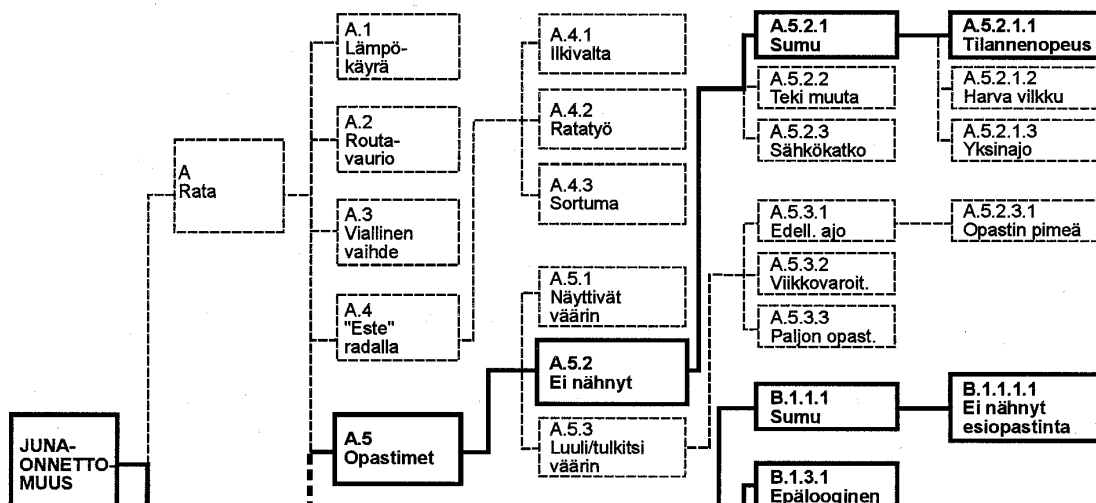 A
Rata
JUNA-
ONNETTO-
MUUS
A.1
Lämpö-
käyrä
A.2
Routa-
vaurio
A.3
Viallinen
vaihde
A.4
"Este"
radalla
A.5
Opastimet
A.4.1
Ilkivalta
A.4.2
Ratatyö
A.4.3
Sortuma
A.5.1
Näyttivät
väärin
A.5.2
Ei nähnyt
A.5.3
Luuli/tulkitsi
väärin
A.5.2.1
Sumu
A.5.2.2
Teki muuta
A.5.2.3
Sähkökatko
A.5.3.1
Edell. ajo
A.5.3.2
Viikkovaroit.
A.5.3.3
Paljon opast.
B.1.1.1
Sumu
B.1.3.1
Epälooginen
A.5.2.1.1
Tilannenopeus
A.5.2.1.2
Harva vilkku
A.5.2.1.3
Yksinajo
A.5.2.3.1
Opastin pimeä
B.1.1.1.1
Ei nähnyt
esiopastinta